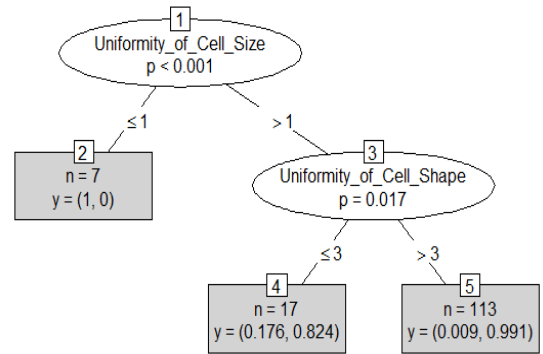 1
Uniformity_of_Cell_Size
p < 0.001
≤ 1
> 1
2
n = 7
y = (1, 0)
3
Uniformity_of_Cell_Shape
p = 0.017
≤ 3
> 3
4
n = 17
y = (0.176, 0.824)
5
n = 113
y = (0.009, 0.991)